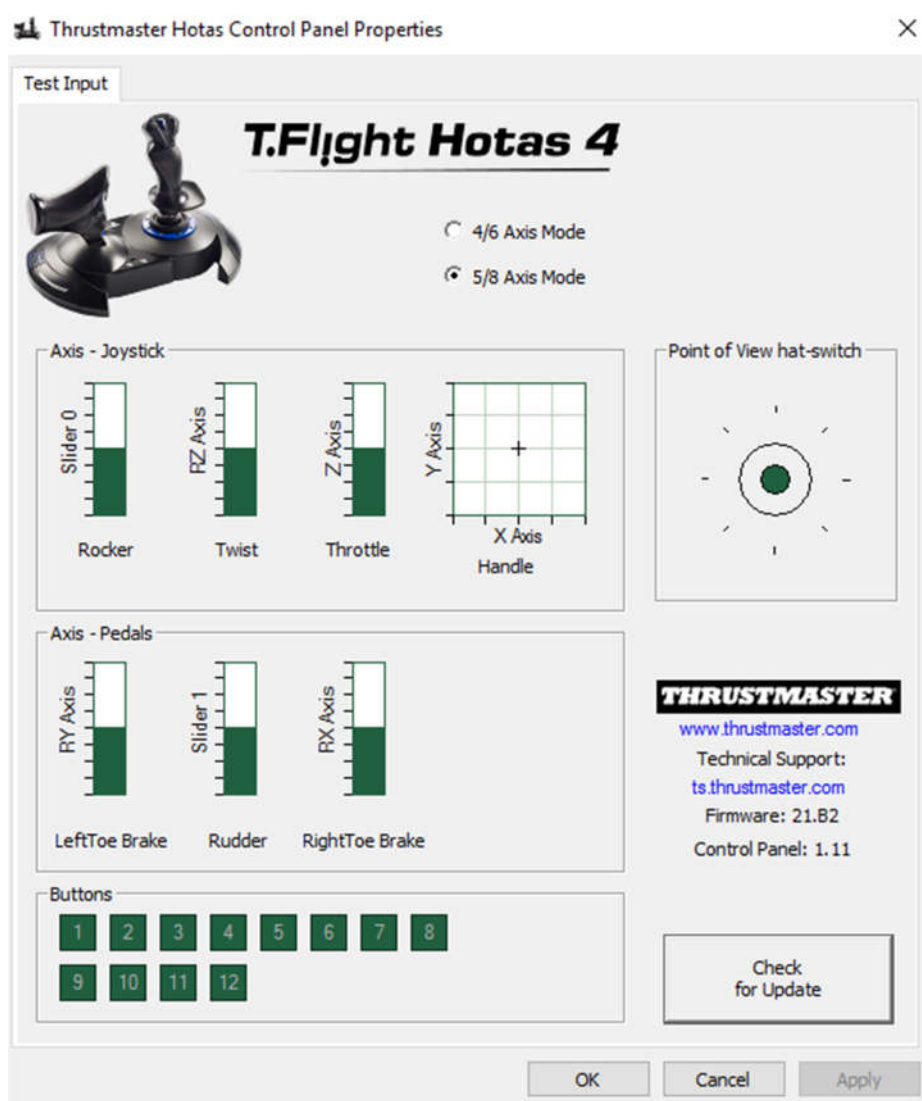 Thrustmaster Hotas Control Panel Properties
Test Input
T.Flight Hotas 4
4/6 Axis Mode
5/8 Axis Mode
Axis - Joystick
Slider 0
RZ Axis
Z Axis
Y Axis
X Axis
Rocker
Twist
Throttle
Handle
Point of View hat-switch
Axis - Pedals
RY Axis
Slider 1
RX Axis
LeftToe Brake
Rudder
RightToe Brake
THRUSTMASTER
www.thrustmaster.com
Technical Support:
ts.thrustmaster.com
Firmware: 21.B2
Control Panel: 1.11
Buttons
1 2 3 4 5 6 7 8
9 10 11 12
Check
for Update
OK Cancel Apply